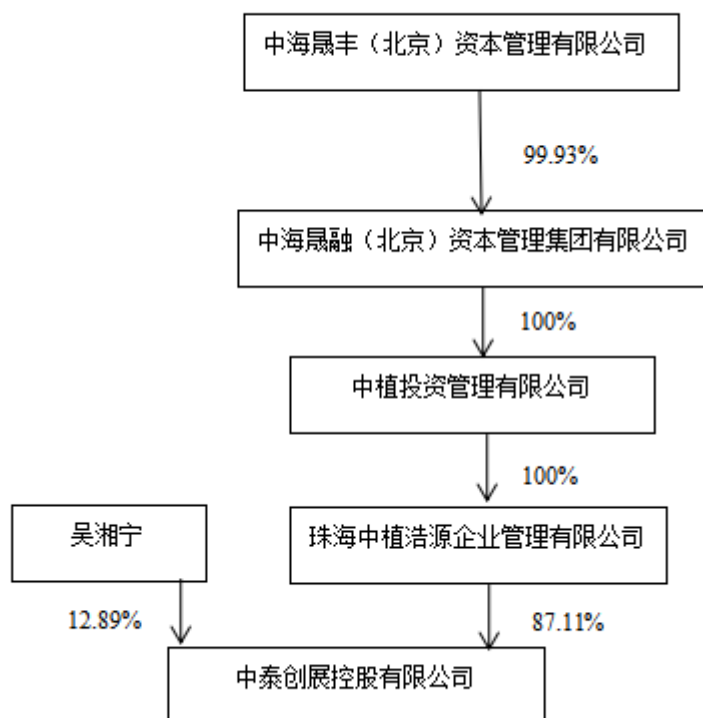 中海晟丰（北京）资本管理有限公司
99.93%
中海晟融（北京）资本管理集团有限公司
100%
中植投资管理有限公司
100%
吴湘宁
珠海中植浩源企业管理有限公司
12.89%
87.11%
中泰创展控股有限公司